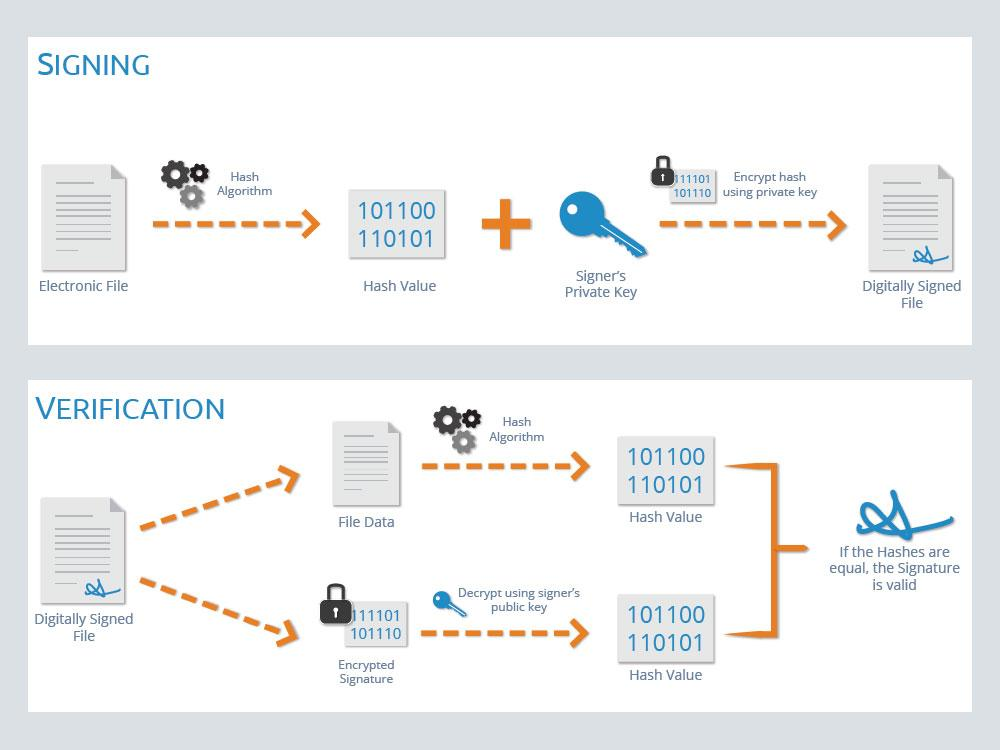 SIGNING
Hash
Algorithm
101100
110101
111101
101110
Encrypt hash
using private key
Electronic File
Hash Value
Signer's
Private Key
Digitally Signed
File
VERIFICATION
Hash
Algorithm
101100
110101
File Data
Hash Value
If the Hashes are
equal, the Signature
is valid
Digitally Signed
File
111101
101110
Decrypt using signer's
public key
101100
110101
Encrypted
Signature
Hash Value